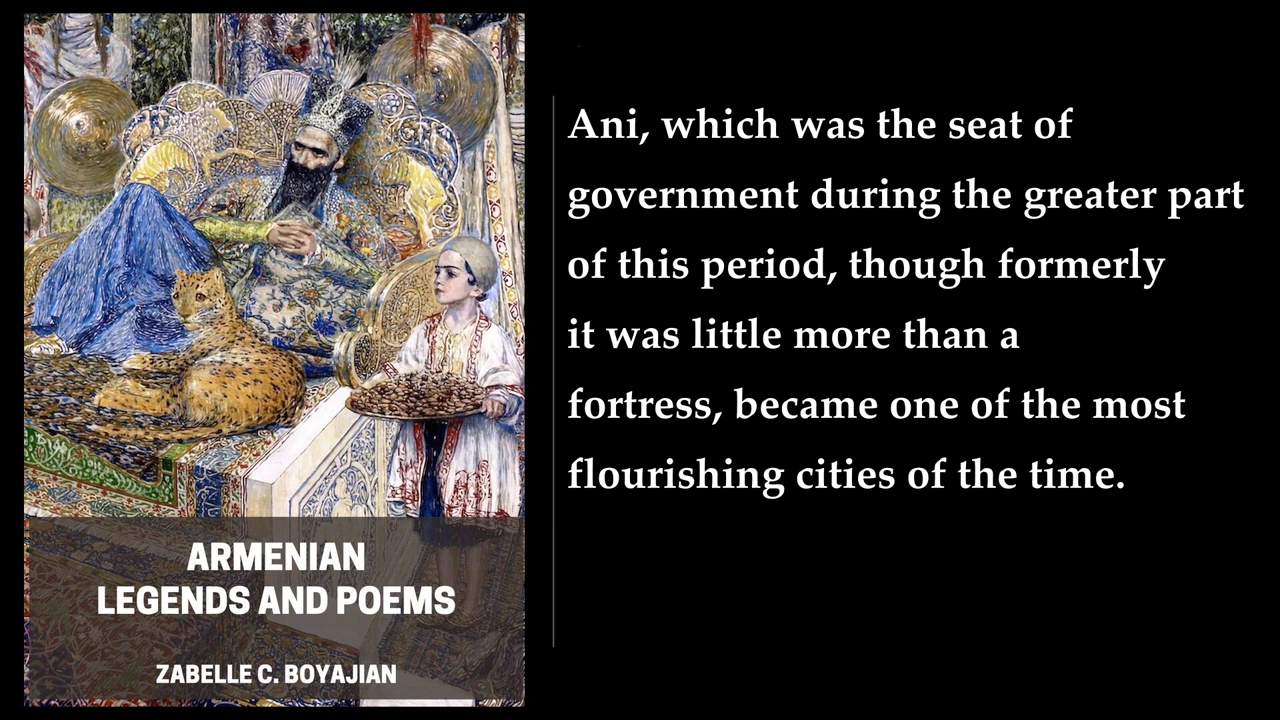 Ani, which was the seat of
government during the greater part
of this period, though formerly
it was little more than a
fortress, became one of the most
flourishing cities of the time.
ARMENIAN
LEGENDS AND POEMS
ZABELLE C. BOYAJIAN